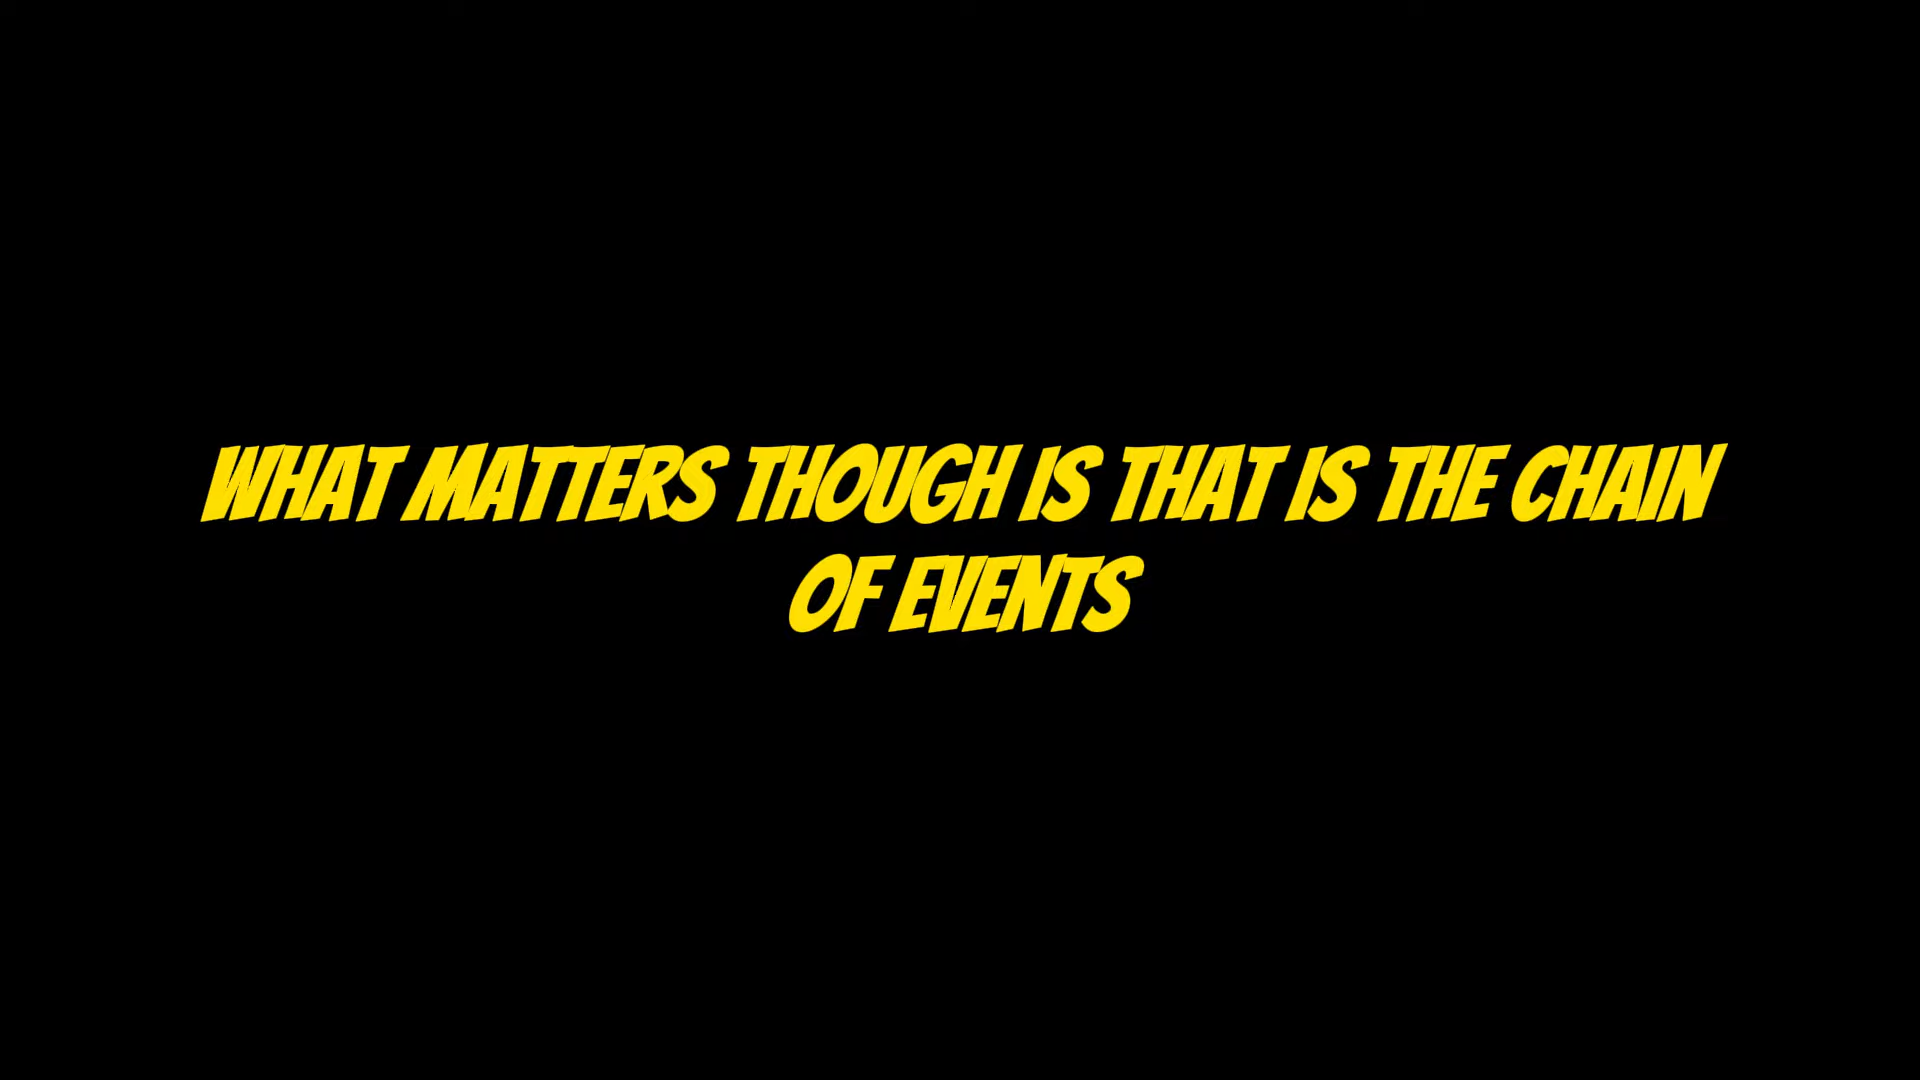 WHAT MATTERS THOUGH IS THAT IS THE CHAIN
OF EVENTS